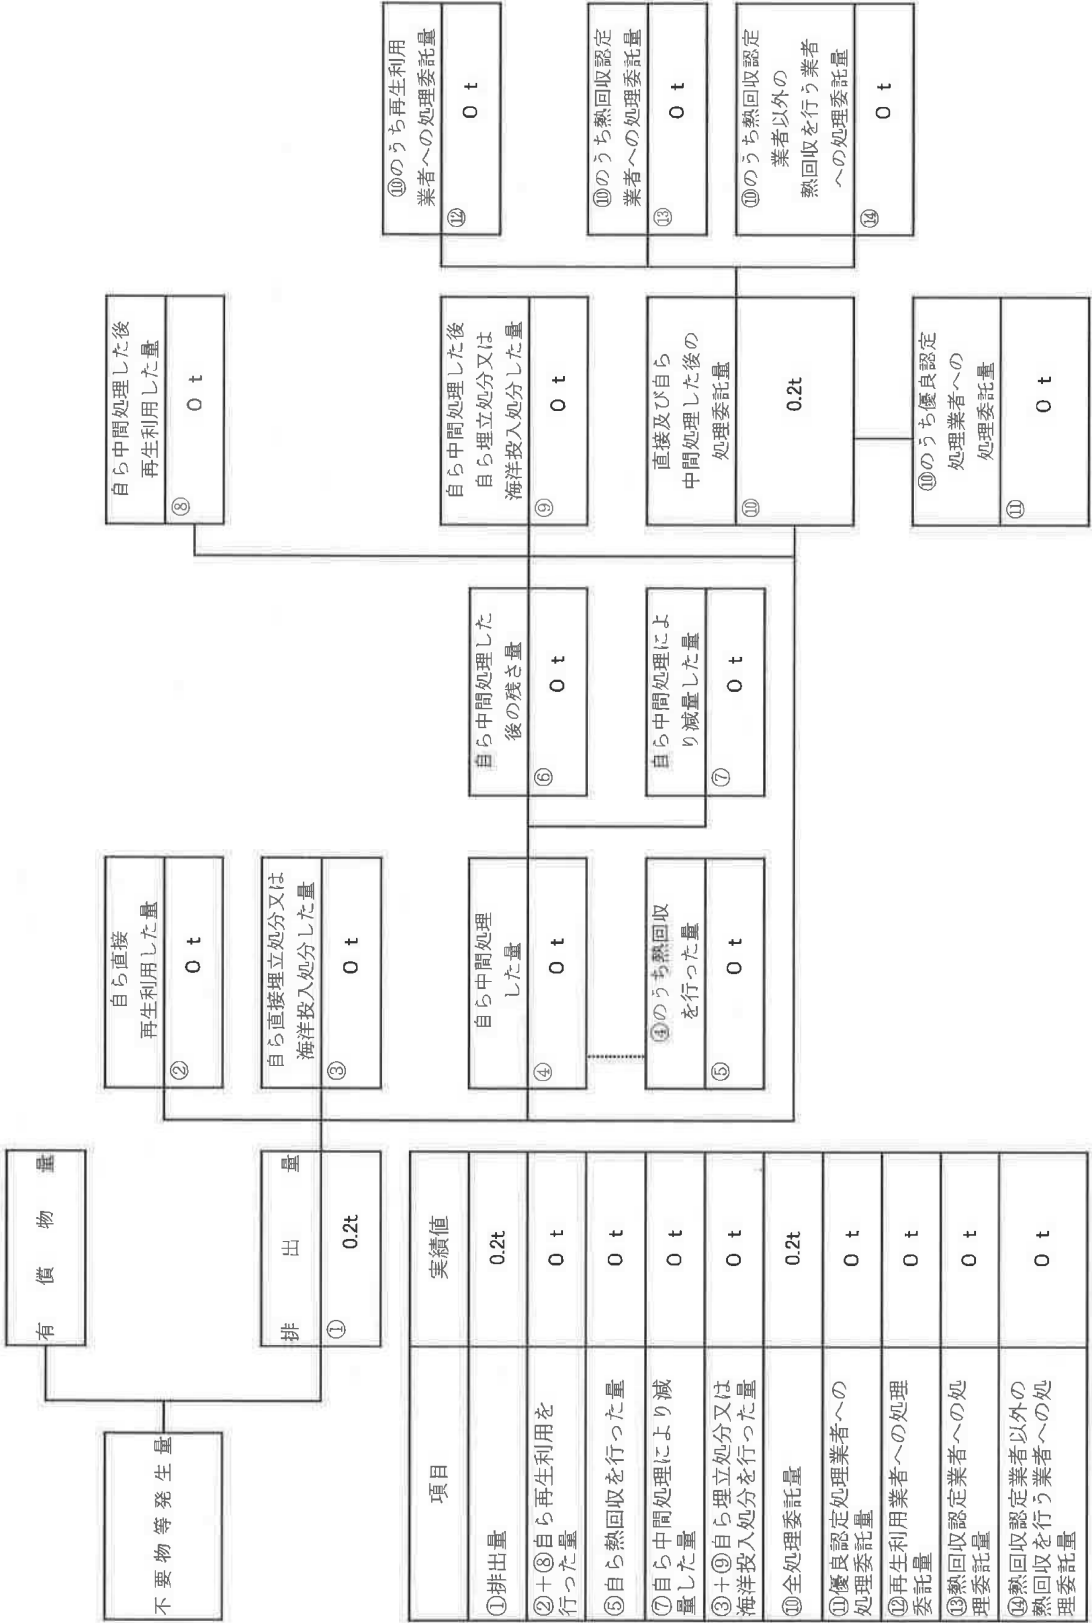 不要物等発生量
有償物量
排出量
①
0.2t
自ら直接
再生利用した量
②
0 t
自ら直接埋立処分又は
海洋投入処分した量
③
0 t
自ら中間処理
した量
④
0 t
④のうち熱回収
を行った量
⑤
0 t
自ら中間処理した
後の残さ量
⑥
0 t
自ら中間処理によ
り減量した量
⑦
0 t
自ら中間処理した後
再生利用した量
⑧
0 t
自ら中間処理した後
自ら埋立処分又は
海洋投入処分した量
⑨
0 t
直接及び自ら
中間処理した後の
処理委託量
⑩
0.2t
⑩のうち優良認定
処理業者への
処理委託量
⑪
0 t
⑩のうち再生利用
業者への処理委託量
⑫
0 t
⑩のうち熱回収認定
業者への処理委託量
⑬
0 t
⑩のうち熱回収認定
業者以外の
熱回収を行う業者
への処理委託量
⑭
0 t
項目 実績値
①排出量 0.2t
②+⑧自ら再生利用を
行った量 0 t
⑤自ら熱回収を行った量 0 t
⑦自ら中間処理により減
量した量 0 t
③+⑨自ら埋立処分又は
海洋投入処分を行った量 0 t
⑩全処理委託量 0.2t
⑪優良認定処理業者への
処理委託量 0 t
⑫再生利用業者への処理
委託量 0 t
⑬熱回収認定業者への処
理委託量 0 t
⑭熱回収認定業者以外の
熱回収を行う業者への処
理委託量 0 t